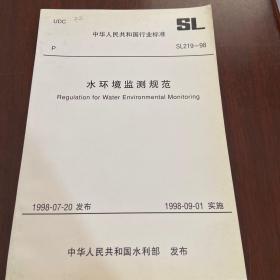 UDC
SL
中华人民共和国行业标准
P
SL219—98
水环境监测规范
Regulation for Water Environmental Monitoring
1998-07-20 发布
1998-09-01 实施
中华人民共和国水利部 发布